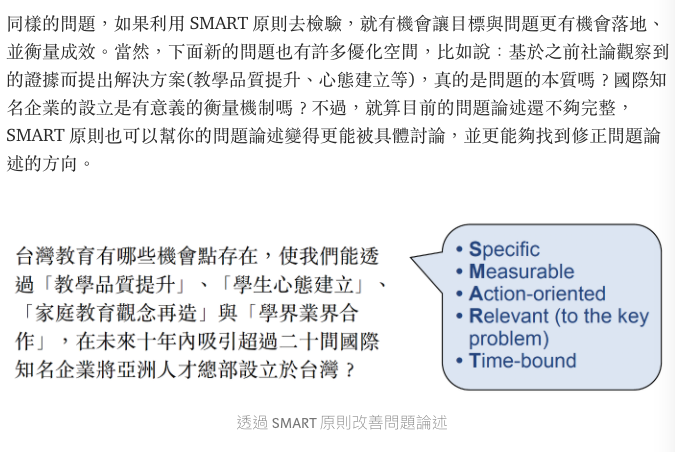 同樣的問題，如果利用 SMART 原則去檢驗，就有機會讓目標與問題更有機會落地、
並衡量成效。當然，下面新的問題也有許多優化空間，比如說：基於之前社論觀察到
的證據而提出解決方案(教學品質提升、心態建立等)，真的是問題的本質嗎？國際知
名企業的設立是有意義的衡量機制嗎？不過，就算目前的問題論述還不夠完整，
SMART 原則也可以幫你的問題論述變得更能被具體討論，並更能夠找到修正問題論
述的方向。
台灣教育有哪些機會點存在，使我們能透
過「教學品質提升」、「學生心態建立」、
「家庭教育觀念再造」與「學界業界合
作」，在未來十年內吸引超過二十間國際
知名企業將亞洲人才總部設立於台灣？
• Specific
• Measurable
• Action-oriented
• Relevant (to the key
problem)
• Time-bound
透過 SMART 原則改善問題論述